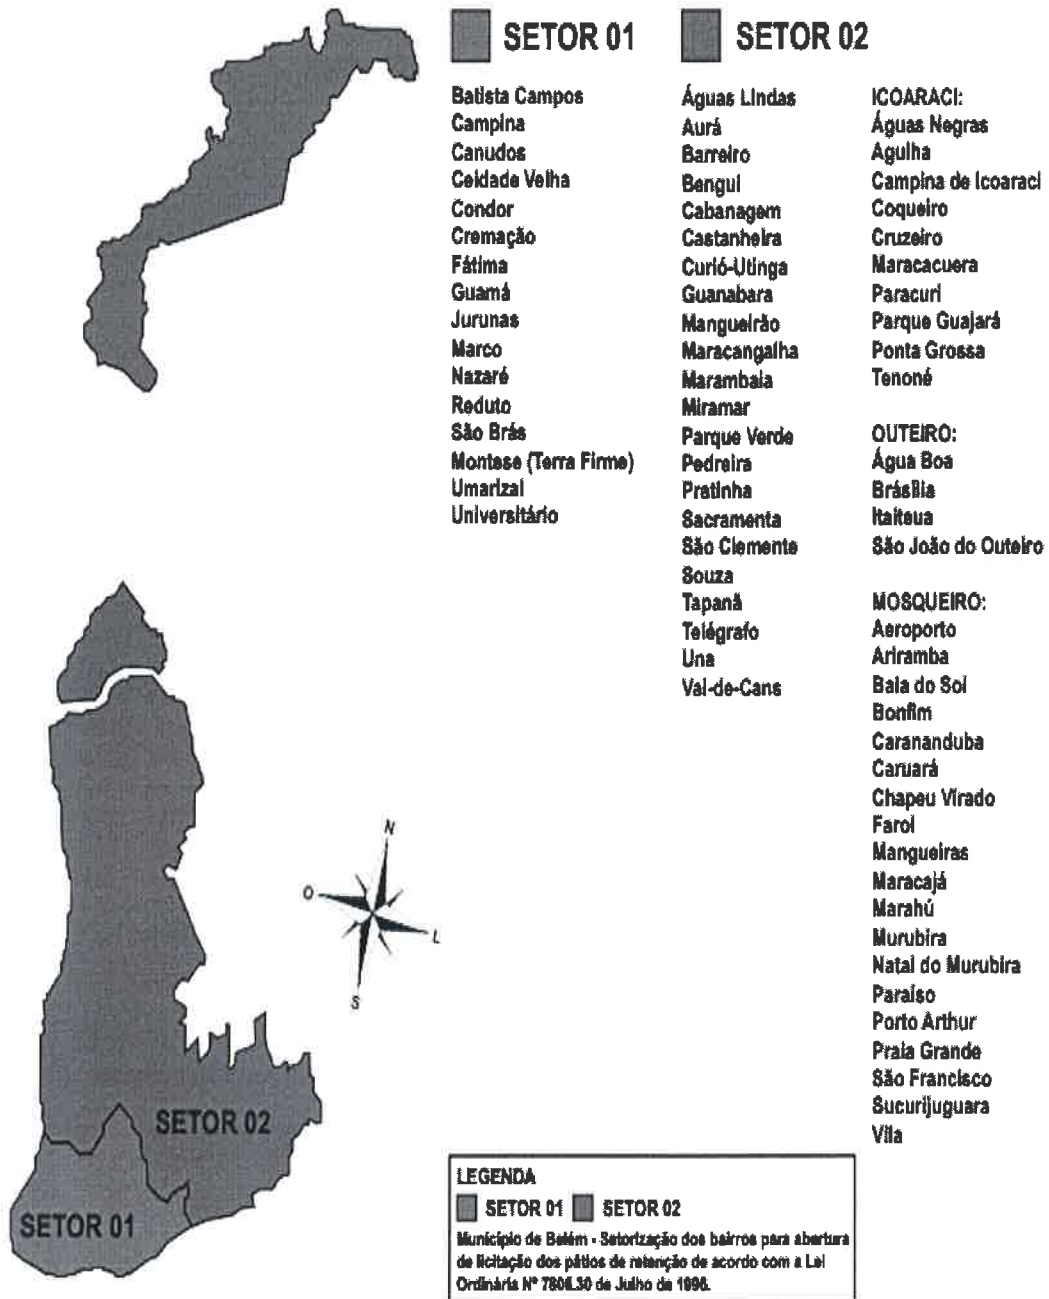 SETOR 01
Batista Campos
Campina
Canudos
Ceidade Velha
Condor
Cremação
Fátima
Guamá
Jurunas
Marco
Nazaré
Reduto
São Brás
Montese (Terra Firme)
Umarizal
Universitário
SETOR 02
Águas Lindas
Aurá
Barreiro
Bengui
Cabanagem
Castanheira
Curió-Utinga
Guanabara
Mangueirão
Maracangalha
Marambaia
Miramar
Parque Verde
Pedreira
Pratinha
Sacramenta
São Clemente
Souza
Tapanã
Telégrafo
Una
Val-de-Cans
ICOARACI:
Águas Negras
Agulha
Campina de Icoaraci
Coqueiro
Cruzeiro
Maracacuera
Paracuri
Parque Guajará
Ponta Grossa
Tenoné
OUTEIRO:
Água Boa
Brásilia
Itaiteua
São João do Outeiro
MOSQUEIRO:
Aeroporto
Ariramba
Baia do Sol
Bonfim
Carananduba
Caruará
Chapeu Virado
Farol
Mangueiras
Maracajá
Marahú
Murubira
Natal do Murubira
Paraiso
Porto Arthur
Praia Grande
São Francisco
Sucurijuguara
Vila
N
O
L
S
SETOR 02
SETOR 01
LEGENDA
SETOR 01 SETOR 02
Município de Belém - Setorização dos bairros para abertura
de licitação dos pátios de retenção de acordo com a Lei
Ordinária Nº 30 de Julho de 1996.